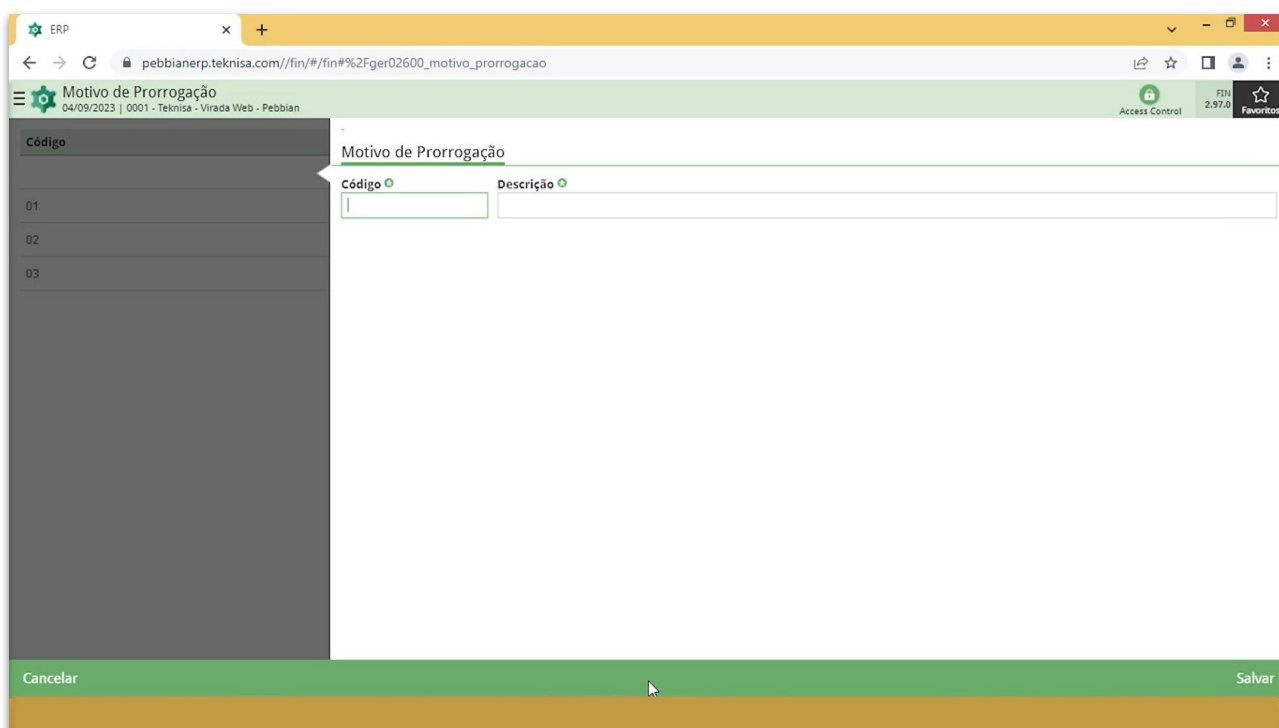 ERP
pebbianerp.teknisa.com//fin/#/fin#%2Fger02600_motivo_prorrogacao
Motivo de Prorrogação
04/09/2023 | 0001 - Teknisa - Virada Web - Pebbian
Access Control
FIN
2.97.0
Favoritos
Código
01
02
03
-
Motivo de Prorrogação
Código
Descrição
Cancelar
Salvar